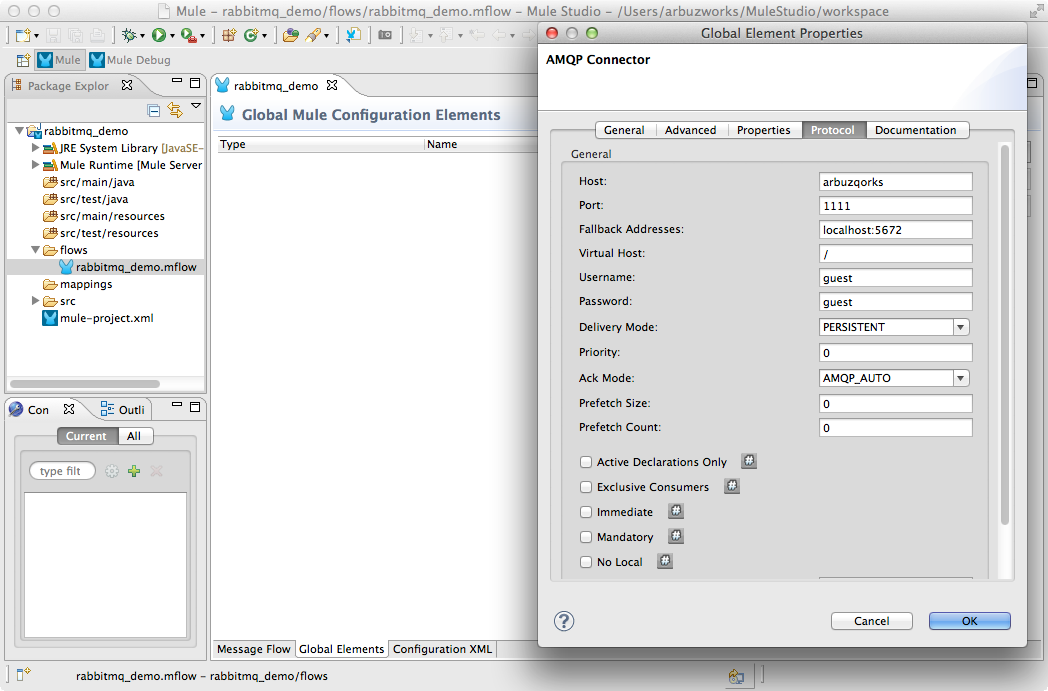 Mule - rabbitmq_demo/flows/rabbitmq_demo.mflow - Mule Studio - /Users/arbuzworks/MuleStudio/workspace
Mule
Mule Debug
Package Explor
rabbitmq_demo
JRE System Library [JavaSE-
Mule Runtime [Mule Server
src/main/java
src/test/java
src/main/resources
src/test/resources
flows
rabbitmq_demo.mflow
mappings
src
mule-project.xml
Con
Outli
Current
All
type filt
rabbitmq_demo
Global Mule Configuration Elements
Type
Name
Message Flow
Global Elements
Configuration XML
rabbitmq_demo.mflow - rabbitmq_demo/flows
Global Element Properties
AMQP Connector
General
Advanced
Properties
Protocol
Documentation
General
Host: arbuzqorks
Port: 1111
Fallback Addresses: localhost:5672
Virtual Host: /
Username: guest
Password: guest
Delivery Mode: PERSISTENT
Priority: 0
Ack Mode: AMQP_AUTO
Prefetch Size: 0
Prefetch Count: 0
Active Declarations Only #
Exclusive Consumers #
Immediate #
Mandatory #
No Local #
?
Cancel
OK